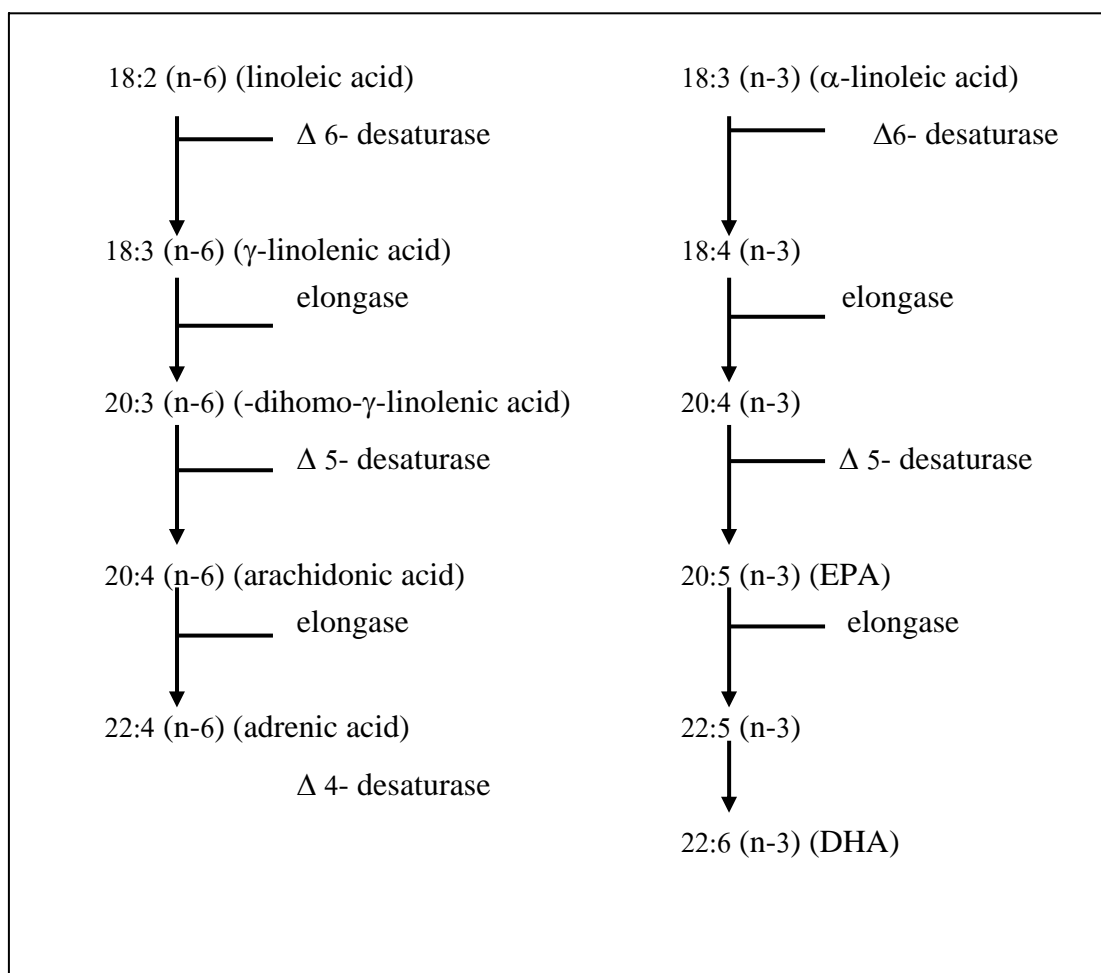 18:2 (n-6) (linoleic acid)
Δ 6- desaturase
18:3 (n-6) (γ-linolenic acid)
elongase
20:3 (n-6) (-dihomo-γ-linolenic acid)
Δ 5- desaturase
20:4 (n-6) (arachidonic acid)
elongase
22:4 (n-6) (adrenic acid)
Δ 4- desaturase
18:3 (n-3) (α-linoleic acid)
Δ6- desaturase
18:4 (n-3)
elongase
20:4 (n-3)
Δ 5- desaturase
20:5 (n-3) (EPA)
elongase
22:5 (n-3)
22:6 (n-3) (DHA)